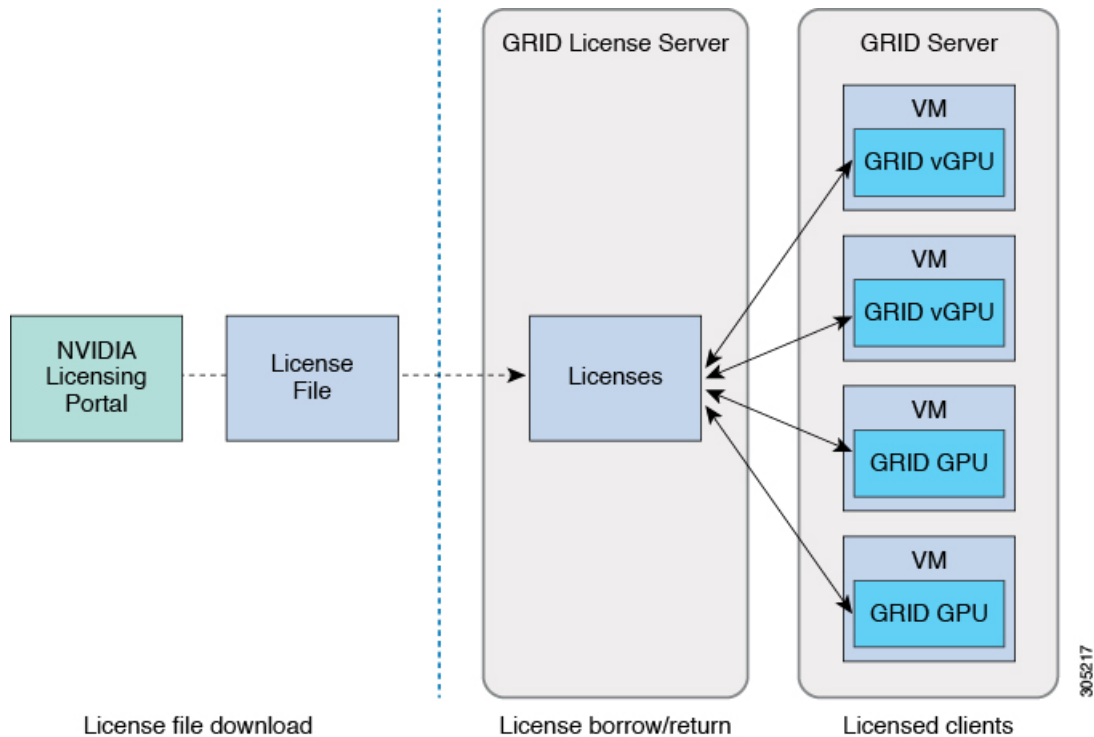 GRID License Server
GRID Server
VM
GRID vGPU
VM
GRID vGPU
NVIDIA
Licensing
Portal
License
File
Licenses
VM
GRID GPU
VM
GRID GPU
305217
License file download
License borrow/return
Licensed clients